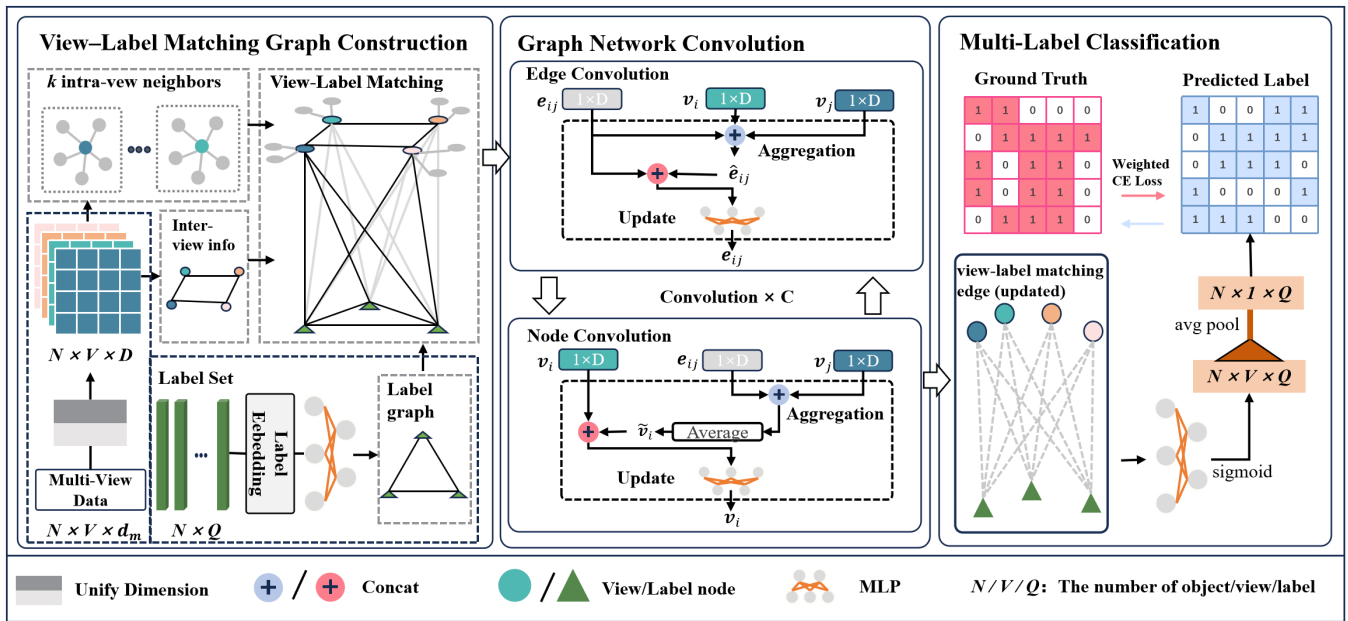 View–Label Matching Graph Construction
k intra-vew neighbors
View-Label Matching
Inter-
view info
N × V × D
Multi-View
Data
N × V × d_m
Label Set
...
N × Q
Label
Eebedding
Label
graph
Graph Network Convolution
Edge Convolution
e_ij 1×D v_i 1×D v_j 1×D
Aggregation
ê_ij
Update
e_ij
Convolution × C
Node Convolution
v_i 1×D e_ij 1×D v_j 1×D
Aggregation
ṽ_i Average
Update
v_i
Multi-Label Classification
Ground Truth
1 1 0 0 0
0 1 1 1 1
1 0 1 1 0
1 0 1 1 0
0 1 1 1 0
Weighted
CE Loss
Predicted Label
1 0 0 1 1
0 1 1 1 1
1 1 1 1 0
1 0 0 0 1
1 1 1 0 0
view-label matching
edge (updated)
N × 1 × Q
avg pool
N × V × Q
sigmoid
Unify Dimension
+ / + Concat
/ View/Label node
MLP
N / V / Q: The number of object/view/label